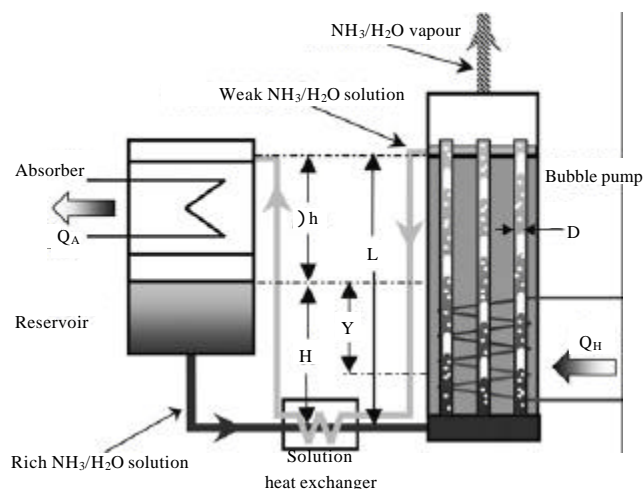 NH3/H2O vapour
Weak NH3/H2O solution
Absorber
Bubble pump
)h
L
D
QA
Reservoir
H
Y
QH
Rich NH3/H2O solution
Solution
heat exchanger